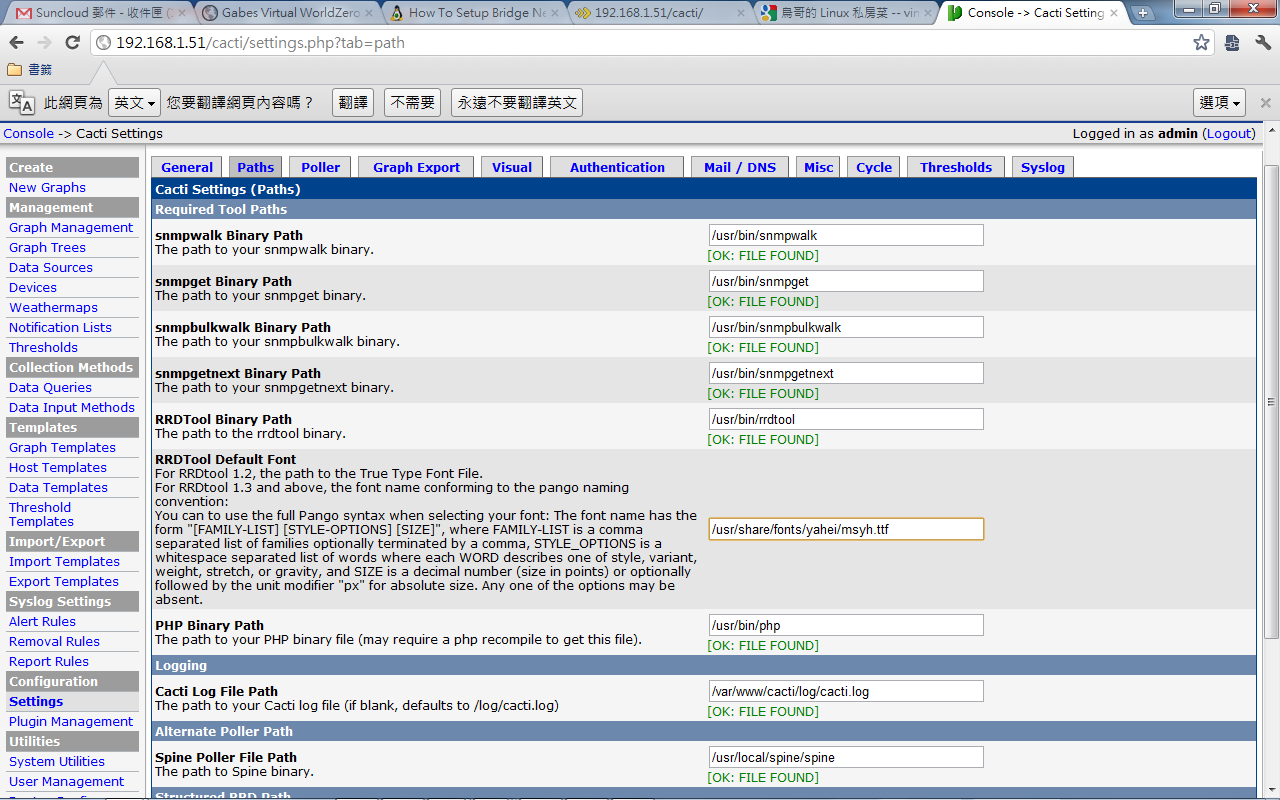 Suncloud 郵件 - 收件匣 (
Gabes Virtual WorldZero
How To Setup Bridge Ne
192.168.1.51/cacti/
鳥哥的 Linux 私房菜 -- vin
Console -> Cacti Setting
192.168.1.51/cacti/settings.php?tab=path
書籤
此網頁為 英文 您要翻譯網頁內容嗎？ 翻譯 不需要 永遠不要翻譯英文 選項
Console -> Cacti Settings
Logged in as admin (Logout)
Create
New Graphs
Management
Graph Management
Graph Trees
Data Sources
Devices
Weathermaps
Notification Lists
Thresholds
Collection Methods
Data Queries
Data Input Methods
Templates
Graph Templates
Host Templates
Data Templates
Threshold
Templates
Import/Export
Import Templates
Export Templates
Syslog Settings
Alert Rules
Removal Rules
Report Rules
Configuration
Settings
Plugin Management
Utilities
System Utilities
User Management
General Paths Poller Graph Export Visual Authentication Mail / DNS Misc Cycle Thresholds Syslog
Cacti Settings (Paths)
Required Tool Paths
snmpwalk Binary Path
The path to your snmpwalk binary.
/usr/bin/snmpwalk
[OK: FILE FOUND]
snmpget Binary Path
The path to your snmpget binary.
/usr/bin/snmpget
[OK: FILE FOUND]
snmpbulkwalk Binary Path
The path to your snmpbulkwalk binary.
/usr/bin/snmpbulkwalk
[OK: FILE FOUND]
snmpgetnext Binary Path
The path to your snmpgetnext binary.
/usr/bin/snmpgetnext
[OK: FILE FOUND]
RRDTool Binary Path
The path to the rrdtool binary.
/usr/bin/rrdtool
[OK: FILE FOUND]
RRDTool Default Font
For RRDtool 1.2, the path to the True Type Font File.
For RRDtool 1.3 and above, the font name conforming to the pango naming
convention:
You can to use the full Pango syntax when selecting your font: The font name has the
form "[FAMILY-LIST] [STYLE-OPTIONS] [SIZE]", where FAMILY-LIST is a comma
separated list of families optionally terminated by a comma, STYLE_OPTIONS is a
whitespace separated list of words where each WORD describes one of style, variant,
weight, stretch, or gravity, and SIZE is a decimal number (size in points) or optionally
followed by the unit modifier "px" for absolute size. Any one of the options may be
absent.
/usr/share/fonts/yahei/msyh.ttf
PHP Binary Path
The path to your PHP binary file (may require a php recompile to get this file).
/usr/bin/php
[OK: FILE FOUND]
Logging
Cacti Log File Path
The path to your Cacti log file (if blank, defaults to /log/cacti.log)
/var/www/cacti/log/cacti.log
[OK: FILE FOUND]
Alternate Poller Path
Spine Poller File Path
The path to Spine binary.
/usr/local/spine/spine
[OK: FILE FOUND]
Structured RRD Path